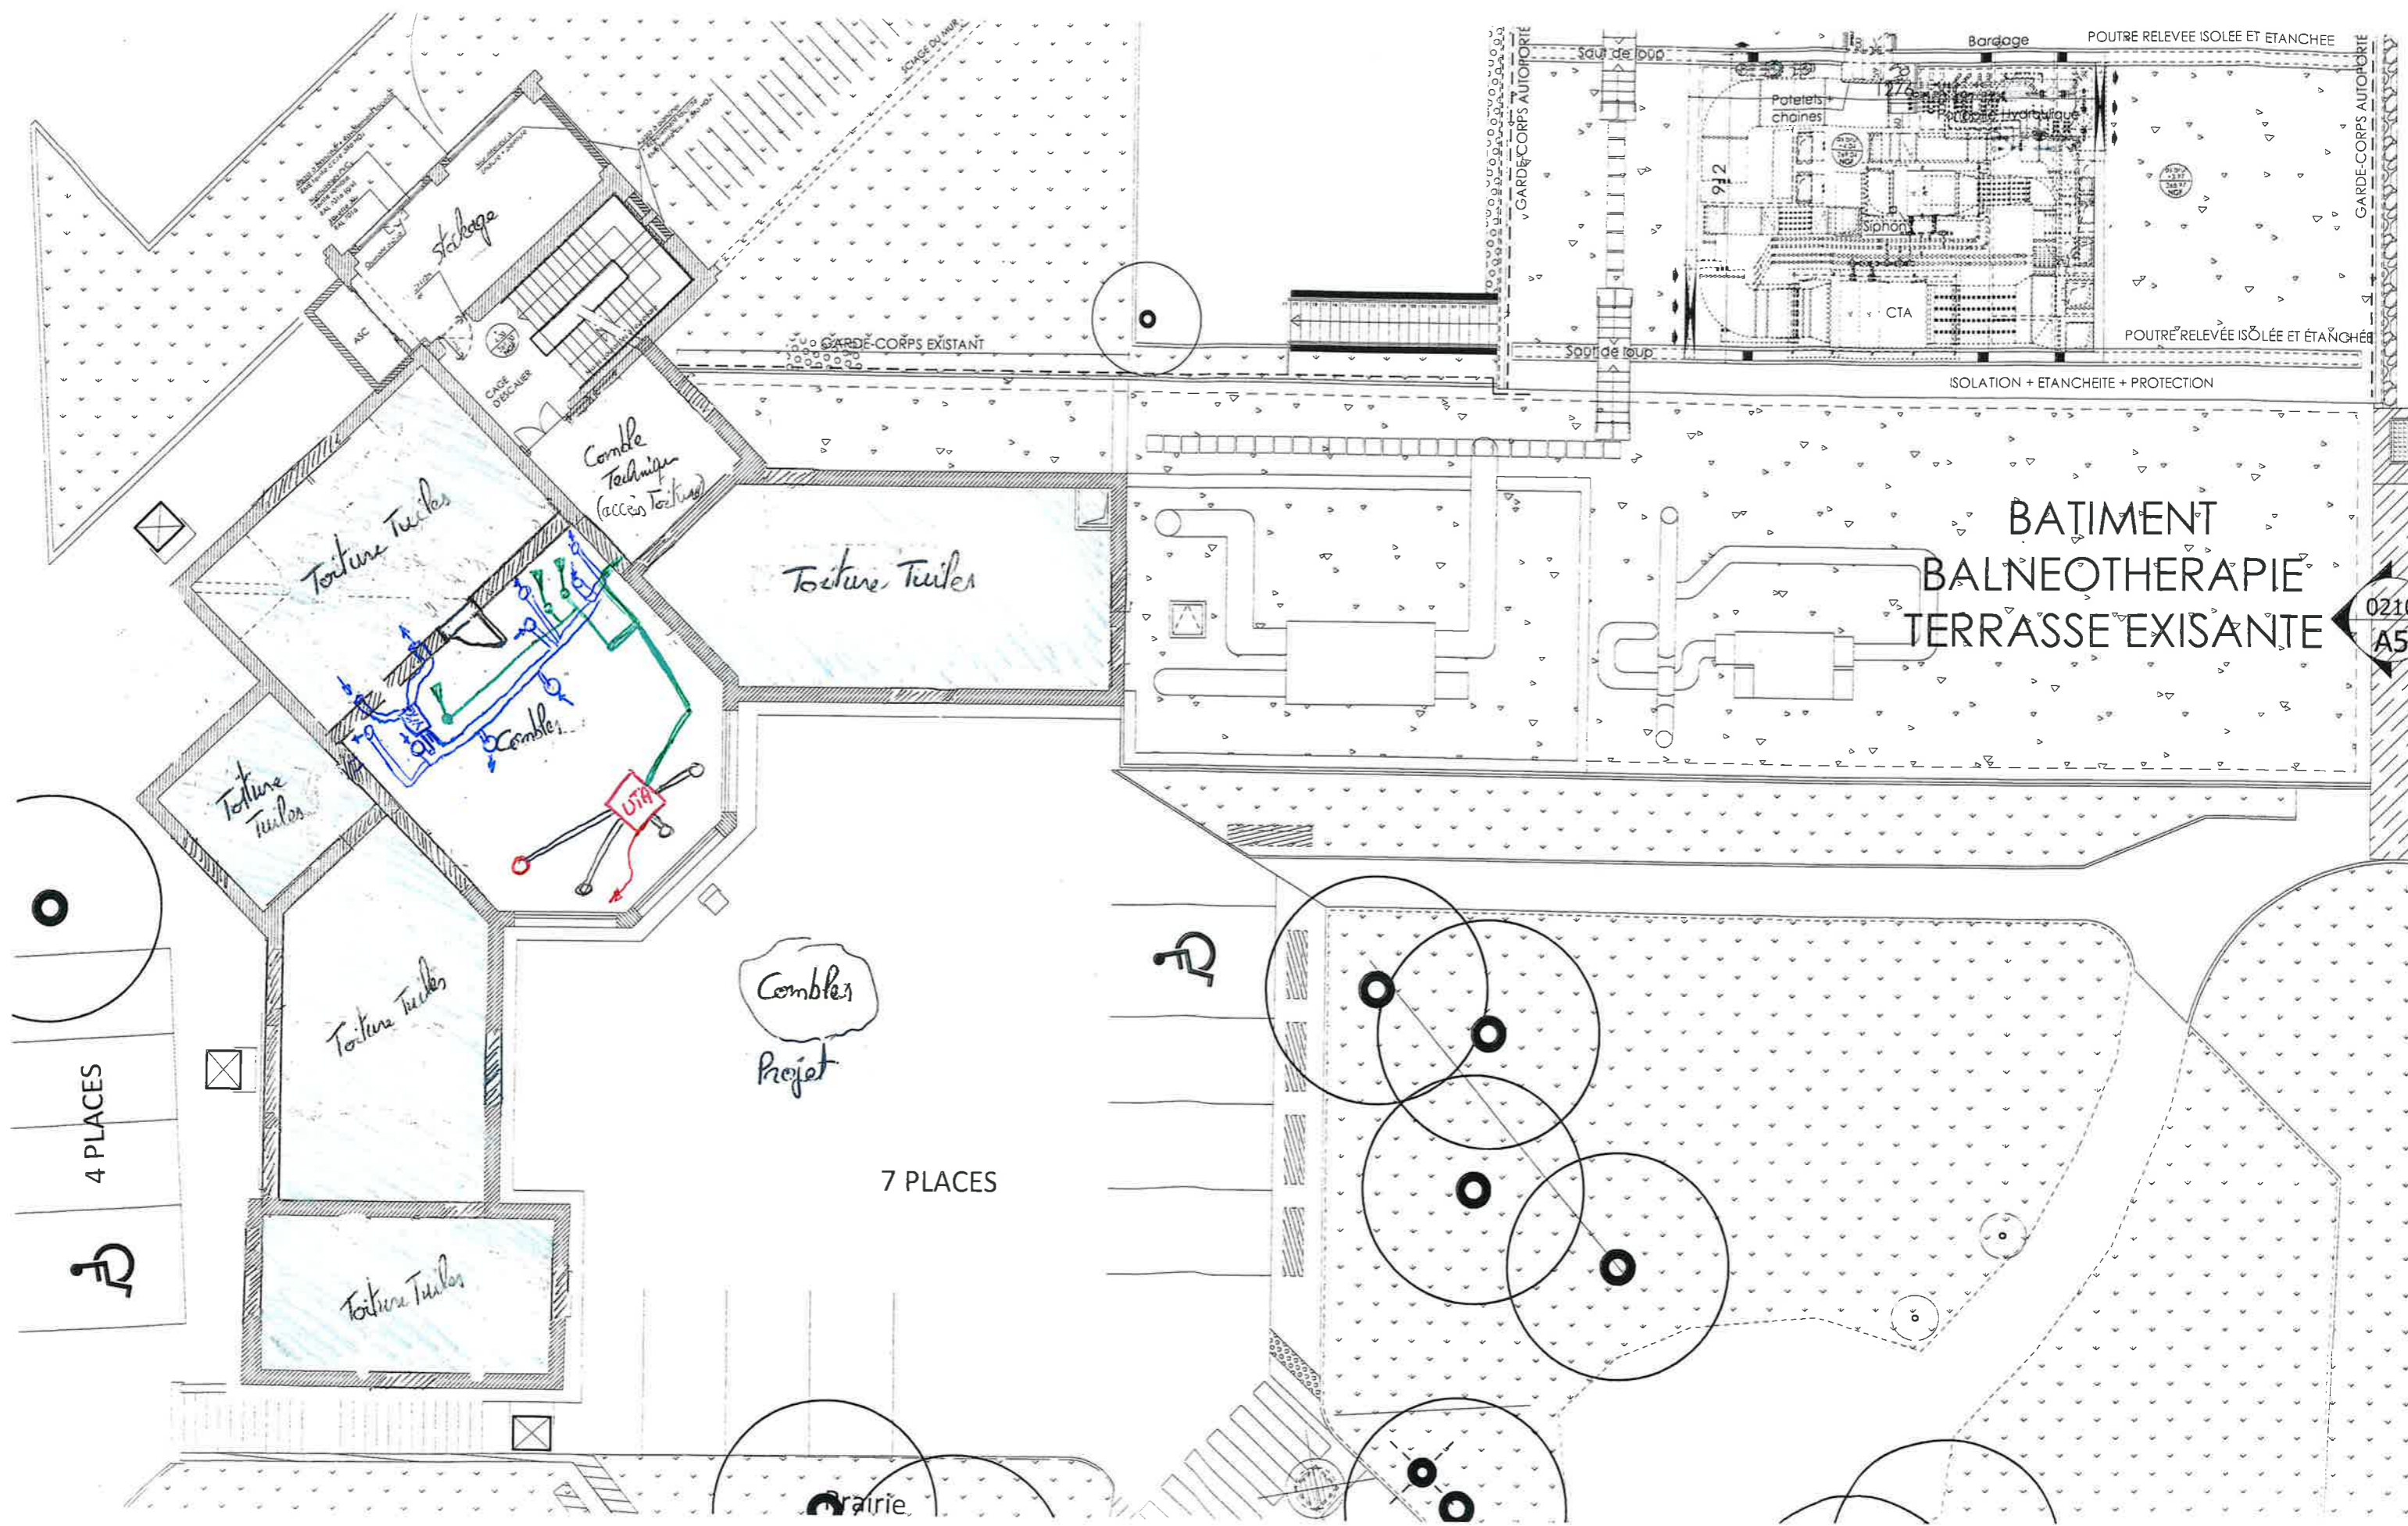 SCIAGE DU MUR
GARDE-CORPS AUTOPORTE
Saut de loup
Bardage
POUTRE RELEVEE ISOLEE ET ETANCHEE
GARDE-CORPS AUTOPORTE
1276
Potelets +
chaines
Hydraulique
912
Siphon
CTA
POUTRE RELEVÉE ISOLÉE ET ÉTANCHÉE
Saut de loup
ISOLATION + ETANCHEITE + PROTECTION
Stockage
ASC
CAGE
D'ESCALIER
GARDE-CORPS EXISTANT
Comble
Technique
(accès Toiture)
Toiture Tuiles
Toiture Tuiles
BATIMENT
BALNEOTHERAPIE
TERRASSE EXISANTE
A5
Combles
Toiture
Tuiles
UTA
Combles
Projet
Toiture Tuiles
4 PLACES
7 PLACES
Toiture Tuiles
Prairie